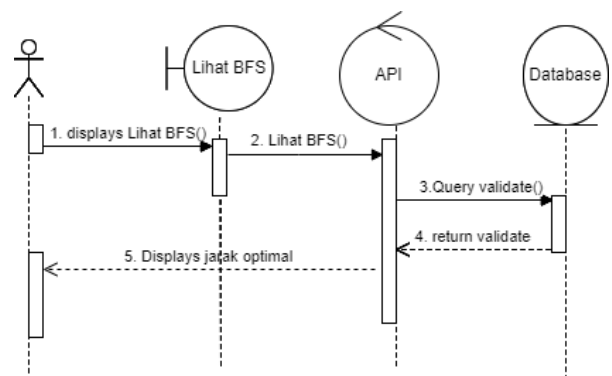 Lihat BFS
API
Database
1. displays Lihat BFS()
2. Lihat BFS()
3.Query validate()
4. return validate
5. Displays jarak optimal